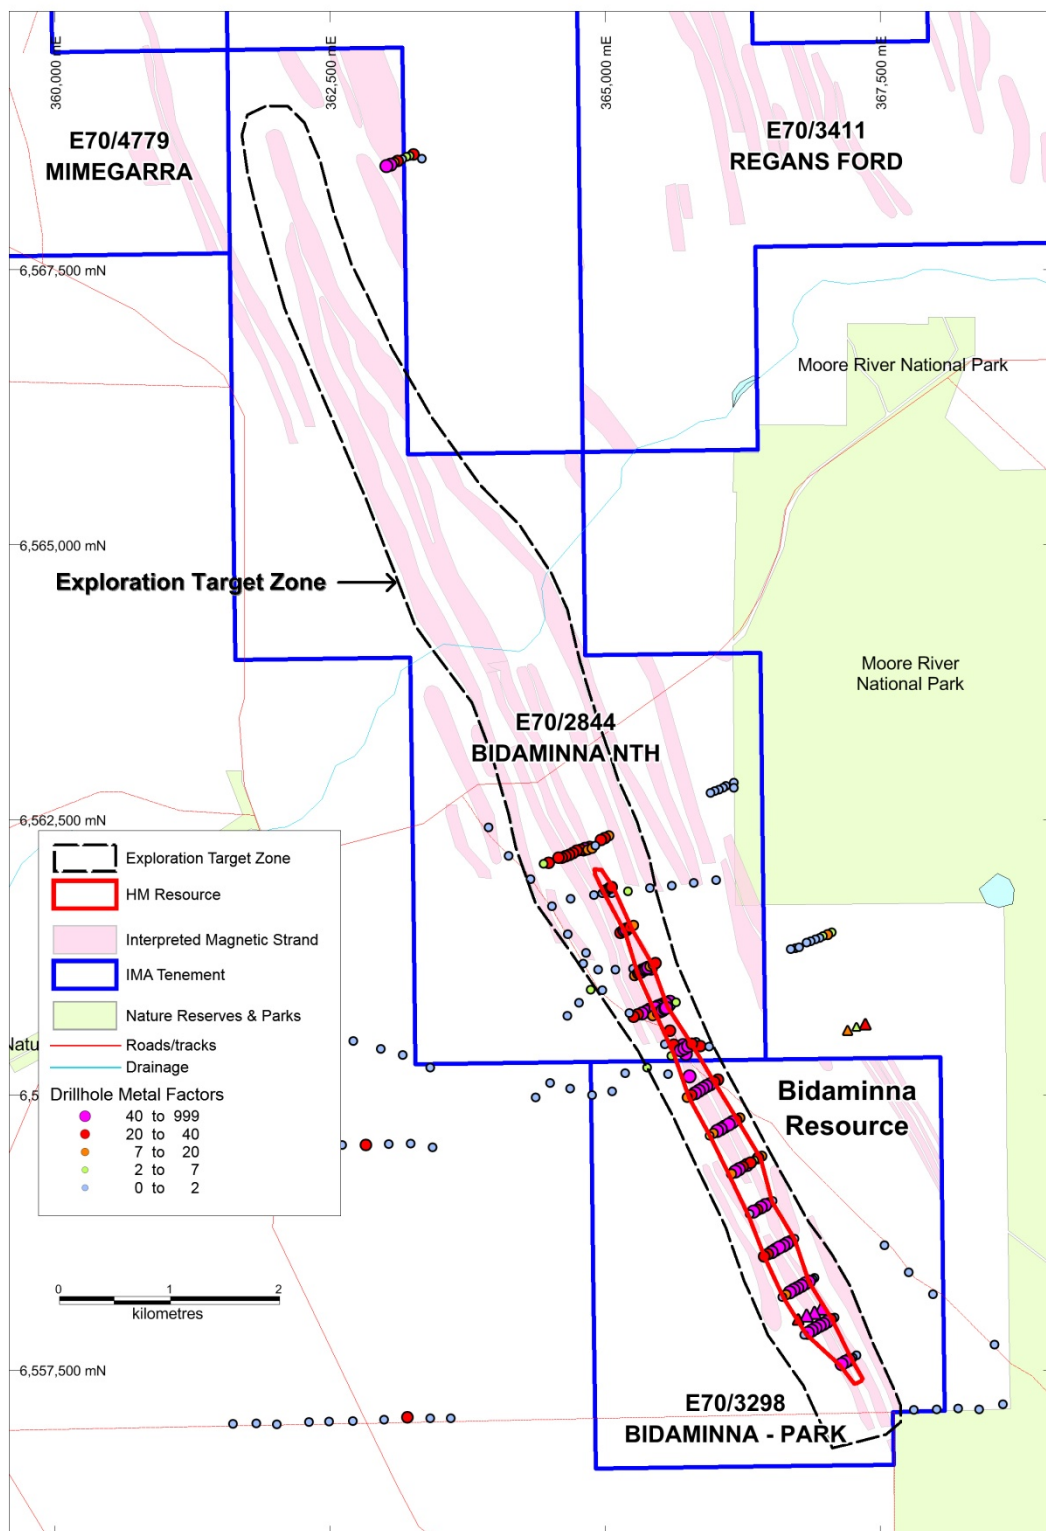 360,000 mE
362,500 mE
365,000 mE
367,500 mE
E70/4779
MIMEGARRA
E70/3411
REGANS FORD
6,567,500 mN
Moore River National Park
6,565,000 mN
Exploration Target Zone
Moore River
National Park
E70/2844
BIDAMINNA NTH
6,562,500 mN
Exploration Target Zone
HM Resource
Interpreted Magnetic Strand
IMA Tenement
Nature Reserves & Parks
Roads/tracks
Drainage
Drillhole Metal Factors
40 to 999
20 to 40
7 to 20
2 to 7
0 to 2
Bidaminna
Resource
0 1 2
kilometres
6,557,500 mN
E70/3298
BIDAMINNA - PARK